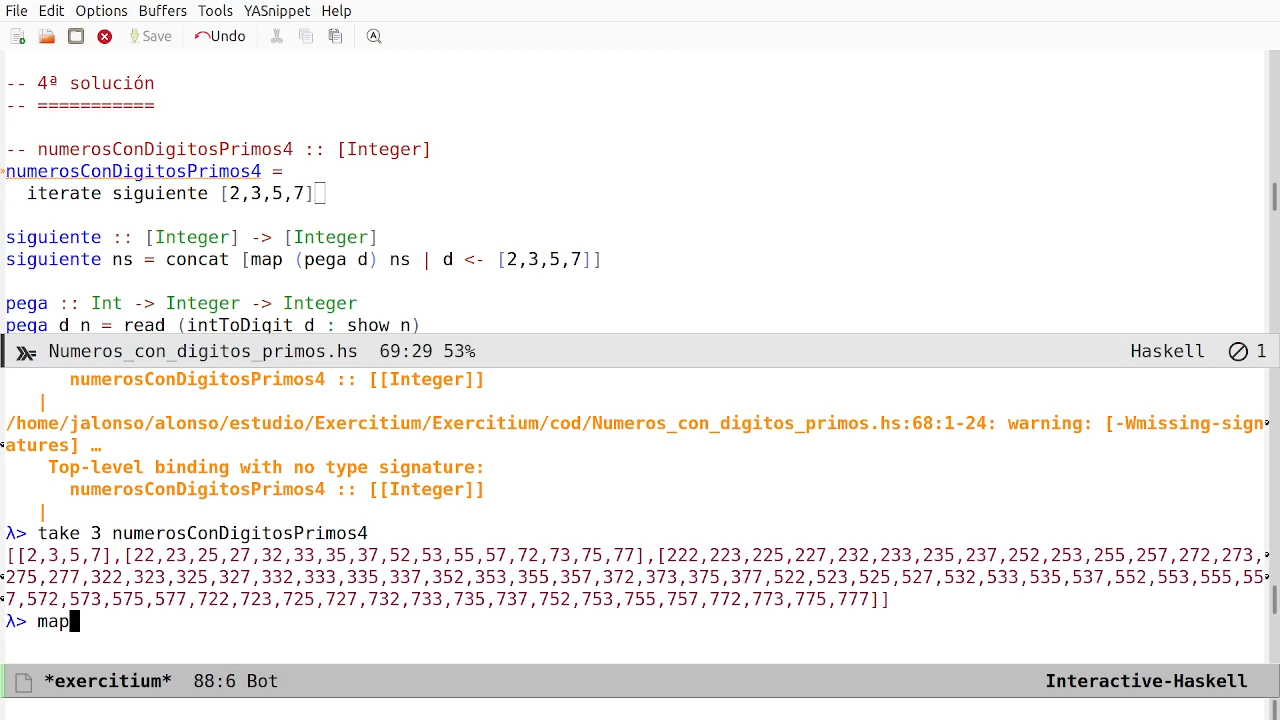 File Edit Options Buffers Tools YASnippet Help
Save Undo
-- 4ª solución
-- ===========
-- numerosConDigitosPrimos4 :: [Integer]
numerosConDigitosPrimos4 =
iterate siguiente [2,3,5,7]
siguiente :: [Integer] -> [Integer]
siguiente ns = concat [map (pega d) ns | d <- [2,3,5,7]]
pega :: Int -> Integer -> Integer
pega d n = read (intToDigit d : show n)
Numeros_con_digitos_primos.hs 69:29 53% Haskell 1
numerosConDigitosPrimos4 :: [[Integer]]
|
/home/jalonso/alonso/estudio/Exercitium/Exercitium/cod/Numeros_con_digitos_primos.hs:68:1-24: warning: [-Wmissing-sign
atures] …
Top-level binding with no type signature:
numerosConDigitosPrimos4 :: [[Integer]]
|
λ> take 3 numerosConDigitosPrimos4
[[2,3,5,7],[22,23,25,27,32,33,35,37,52,53,55,57,72,73,75,77],[222,223,225,227,232,233,235,237,252,253,255,257,272,273,
275,277,322,323,325,327,332,333,335,337,352,353,355,357,372,373,375,377,522,523,525,527,532,533,535,537,552,553,555,55
7,572,573,575,577,722,723,725,727,732,733,735,737,752,753,755,757,772,773,775,777]]
λ> map
*exercitium* 88:6 Bot Interactive-Haskell